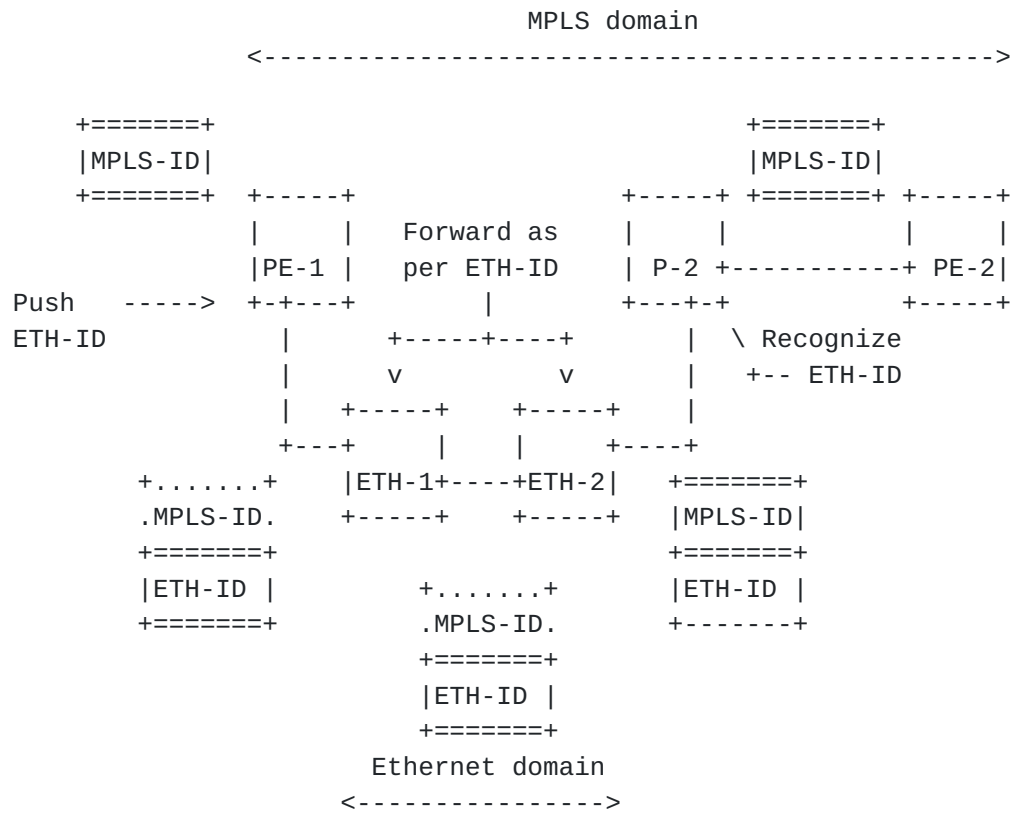 MPLS domain
<----------------------------------------------->
+=======+                                  +=======+
|MPLS-ID|                                  |MPLS-ID|
+=======+  +-----+                 +-----+ +=======+ +-----+
|     |   Forward as    |     |           |     |
|PE-1 |   per ETH-ID    | P-2 +-----------+ PE-2|
Push   ----->  +-+---+        |        +---+-+           +-----+
ETH-ID           |      +-----+----+       |  \ Recognize
|      v          v       |   +-- ETH-ID
|   +-----+    +-----+    |
+---+     |    |     +----+
+.......+    |ETH-1+----+ETH-2|   +=======+
.MPLS-ID.    +-----+    +-----+   |MPLS-ID|
+=======+                         +=======+
|ETH-ID |         +.......+       |ETH-ID |
+=======+         .MPLS-ID.       +-------+
+=======+
|ETH-ID |
+=======+
Ethernet domain
<---------------->